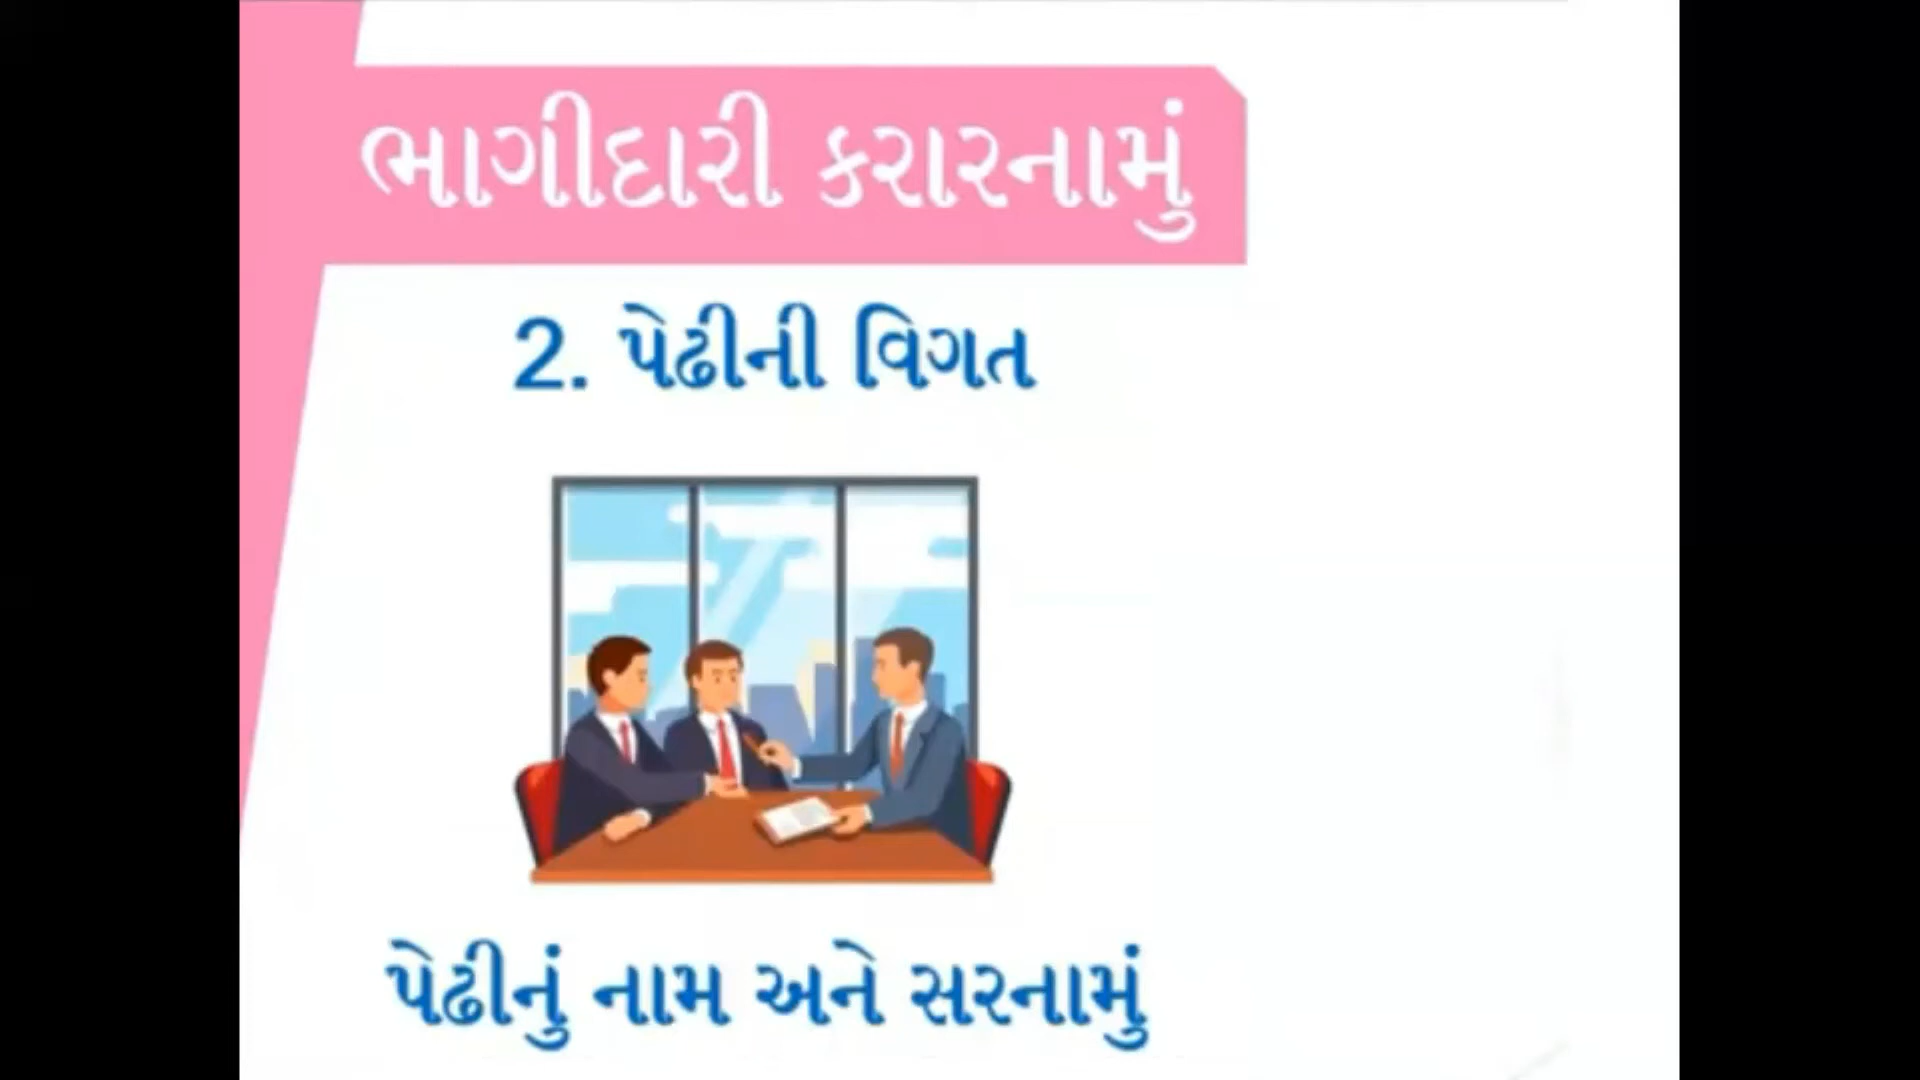 ભાગીદારી કરારનામું
2. પેઢીની વિગત
પેઢીનું નામ અને સરનામું